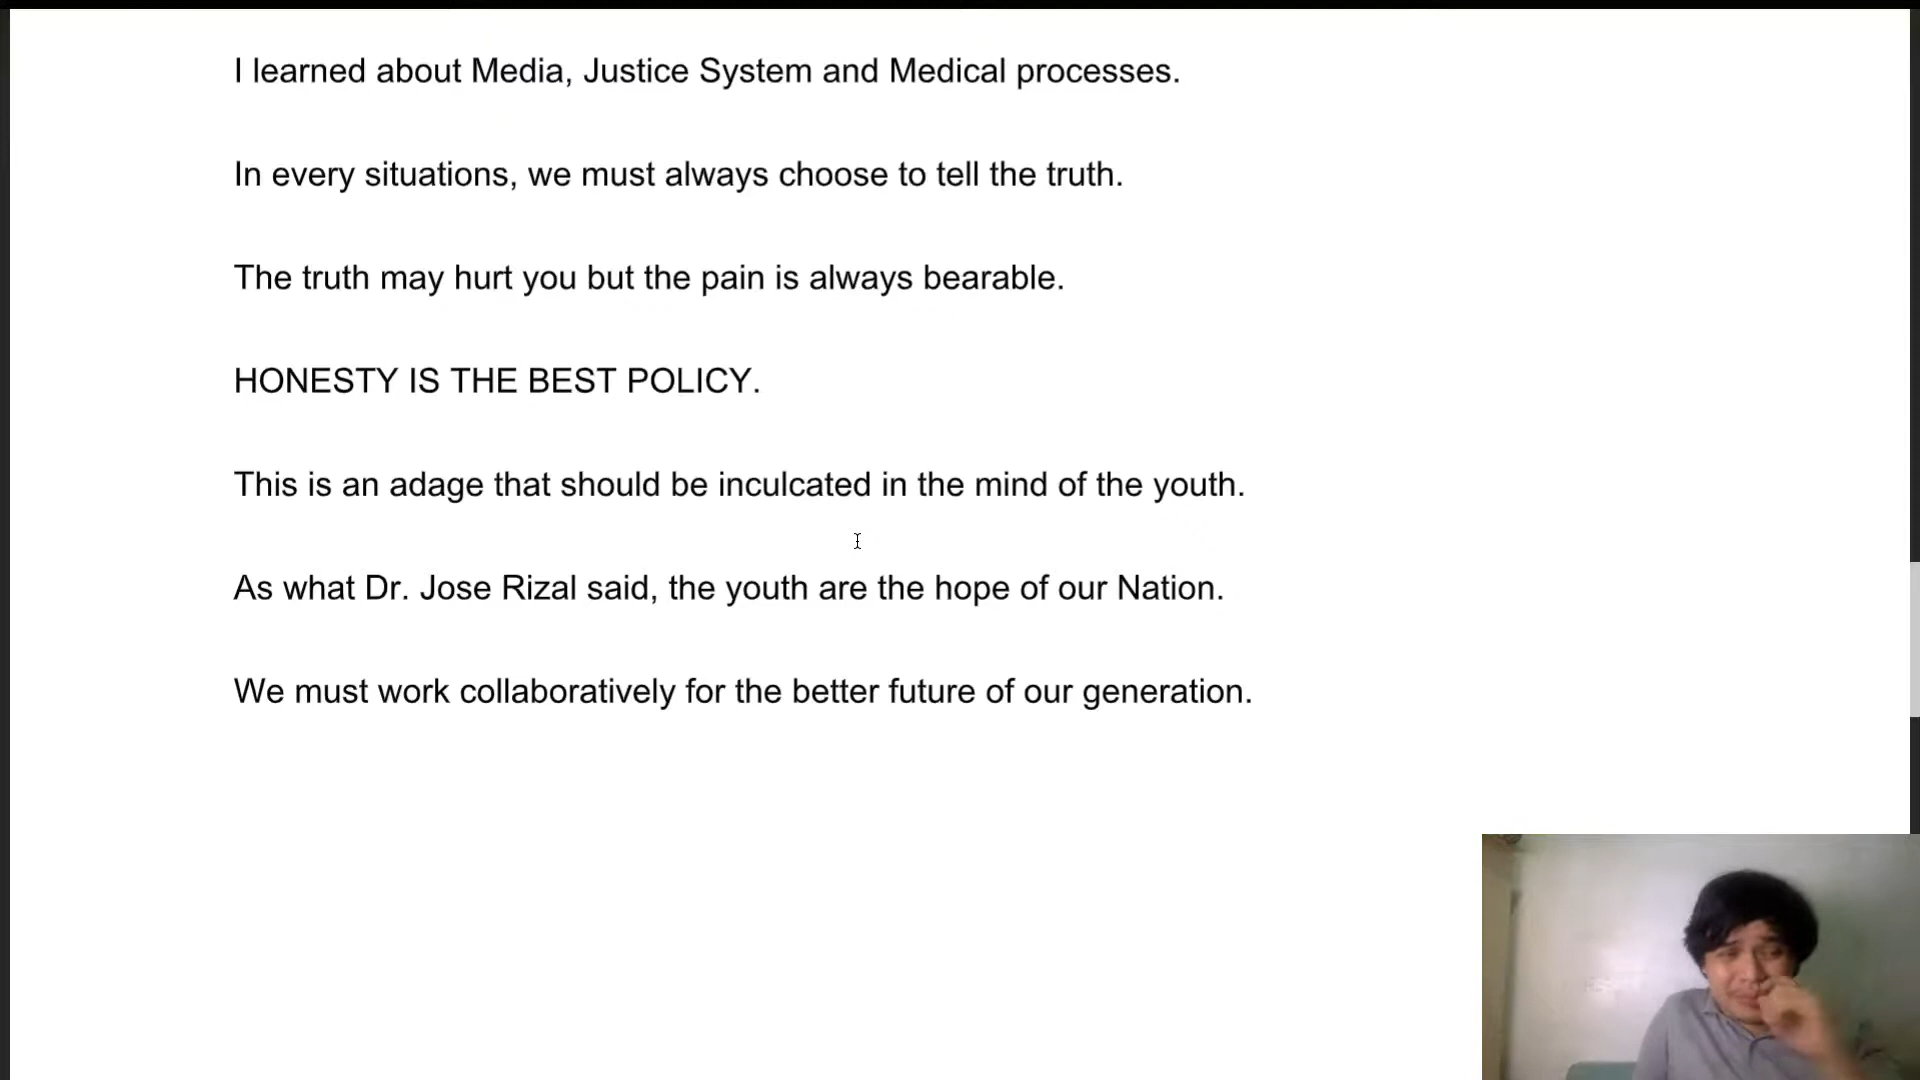 I learned about Media, Justice System and Medical processes.
In every situations, we must always choose to tell the truth.
The truth may hurt you but the pain is always bearable.
HONESTY IS THE BEST POLICY.
This is an adage that should be inculcated in the mind of the youth.
As what Dr. Jose Rizal said, the youth are the hope of our Nation.
We must work collaboratively for the better future of our generation.